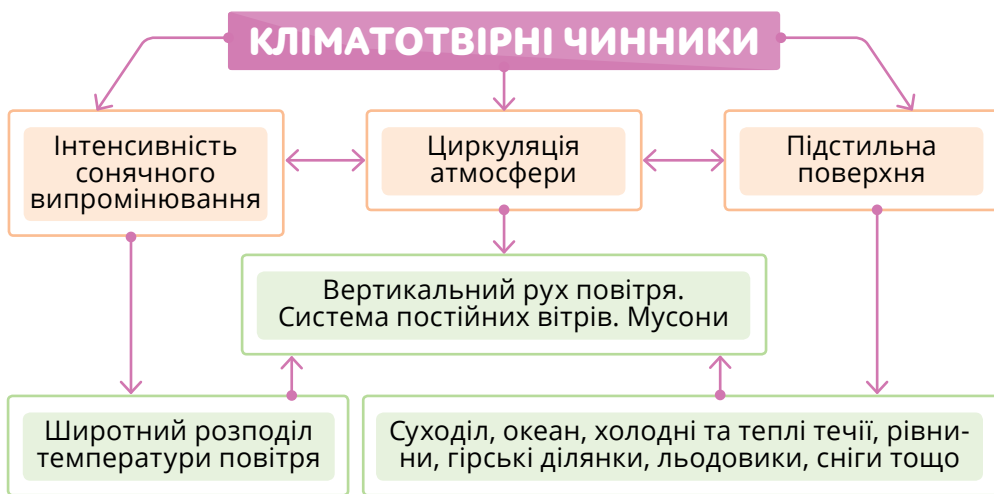 КЛІМАТОТВІРНІ ЧИННИКИ
Інтенсивність
сонячного
випромінювання
Циркуляція
атмосфери
Підстильна
поверхня
Вертикальний рух повітря.
Система постійних вітрів. Мусони
Широтний розподіл
температури повітря
Суходіл, океан, холодні та теплі течії, рівни-
ни, гірські ділянки, льодовики, сніги тощо